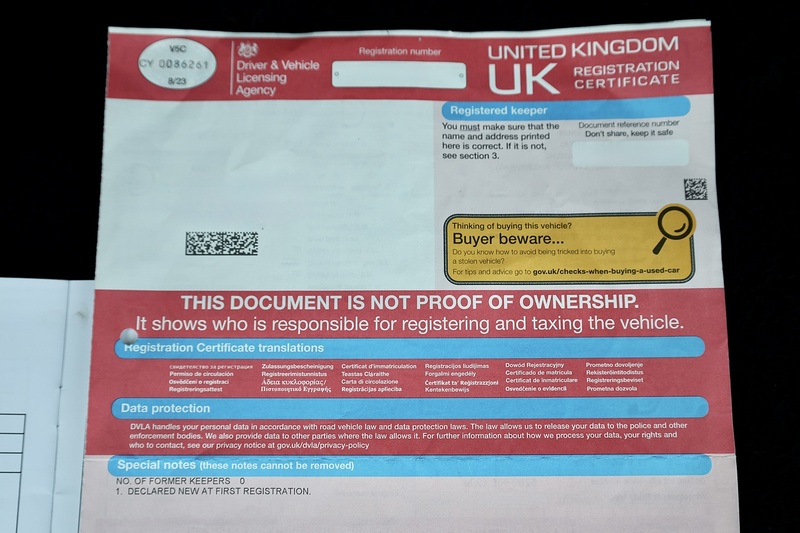 V5C
CY 0086261
8/23
Driver & Vehicle
Licensing
Agency
Registration number
UNITED KINGDOM
UK REGISTRATION
CERTIFICATE
Registered keeper
You must make sure that the
name and address printed
here is correct. If it is not,
see section 3.
Document reference number
Don't share, keep it safe
Thinking of buying this vehicle?
Buyer beware...
Do you know how to avoid being tricked into buying
a stolen vehicle?
For tips and advice go to gov.uk/checks-when-buying-a-used-car
THIS DOCUMENT IS NOT PROOF OF OWNERSHIP.
It shows who is responsible for registering and taxing the vehicle.
Registration Certificate translations
свидетелство за регистрация Zulassungsbescheinigung Certificat d'immatriculation Registrācijos liudijimas Dowód Rejestracyjny Prometno dovoljenje
Permiso de circulación Registreerimistunnistus Teastas Cláraithe Forgalmi engedély Certificado de matrícula Rekisteröintitodistus
Osvědčení o registraci Άδεια κυκλοφορίας/ Carta di circolazione Ċertifikat ta' Reġistrazzjoni Certificat de înmatriculare Registreringsbeviset
Registreringsattest Πιστοποιητικό Εγγραφής Reģistrācijas apliecība Kentekenbewijs Osvedčenie o evidencii Prometna dozvola
Data protection
DVLA handles your personal data in accordance with road vehicle law and data protection laws. The law allows us to release your data to the police and other
enforcement bodies. We also provide data to other parties where the law allows it. For further information about how we process your data, your rights and
who to contact, see our privacy notice at gov.uk/dvla/privacy-policy
Special notes (these notes cannot be removed)
NO. OF FORMER KEEPERS 0
1. DECLARED NEW AT FIRST REGISTRATION.